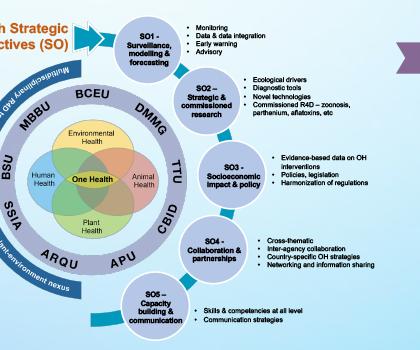 h Strategic
ctives (SO)
Multidisciplinary R4D
ant-environment nexus
BCEU
DMMG
TTU
CBID
APU
ARQU
SSIA
BSU
MBBU
Environmental
Health
Human
Health
One Health
Animal
Health
Plant
Health
SO1 -
Surveillance,
modelling &
forecasting
• Monitoring
• Data & data integration
• Early warning
• Advisory
SO2 –
Strategic &
commissioned
research
• Ecological drivers
• Diagnostic tools
• Novel technologies
• Commissioned R4D – zoonosis,
parthenium, aflatoxins, etc
SO3 -
Socioeconomic
impact & policy
• Evidence-based data on OH
interventions
• Policies, legislation
• Harmonization of regulations
SO4 -
Collaboration &
partnerships
• Cross-thematic
• Inter-agency collaboration
• Country-specific OH strategies
• Networking and information sharing
SO5 –
Capacity
building &
communication
• Skills & competencies at all level
• Communication strategies